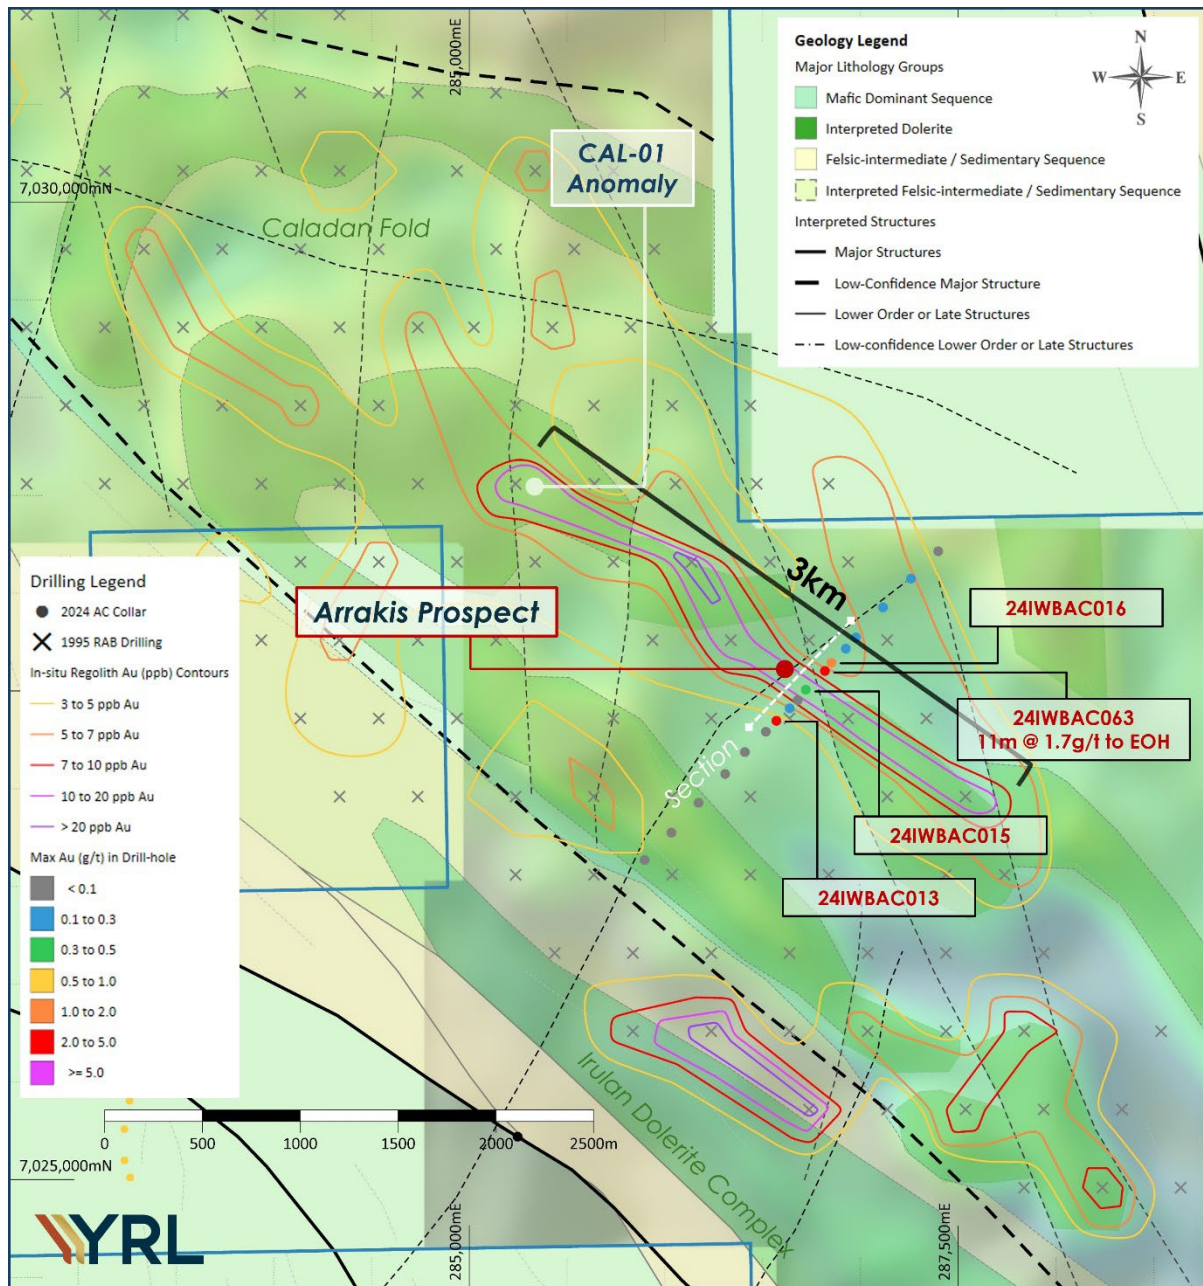 Geology Legend
Major Lithology Groups
Mafic Dominant Sequence
Interpreted Dolerite
Felsic-intermediate / Sedimentary Sequence
Interpreted Felsic-intermediate / Sedimentary Sequence
Interpreted Structures
Major Structures
Low-Confidence Major Structure
Lower Order or Late Structures
Low-confidence Lower Order or Late Structures
N
W
E
S
285,000mE
7,030,000mN
CAL-01
Anomaly
Caladan Fold
3km
Arrakis Prospect
24IWBAC016
24IWBAC063
11m @ 1.7g/t to EOH
24IWBAC015
24IWBAC013
Section
Drilling Legend
2024 AC Collar
1995 RAB Drilling
In-situ Regolith Au (ppb) Contours
3 to 5 ppb Au
5 to 7 ppb Au
7 to 10 ppb Au
10 to 20 ppb Au
> 20 ppb Au
Max Au (g/t) in Drill-hole
< 0.1
0.1 to 0.3
0.3 to 0.5
0.5 to 1.0
1.0 to 2.0
2.0 to 5.0
>= 5.0
0 500 1000 1500 2000 2500m
7,025,000mN
Irulan Dolerite Complex
285,000mE
287,500mE
YRL